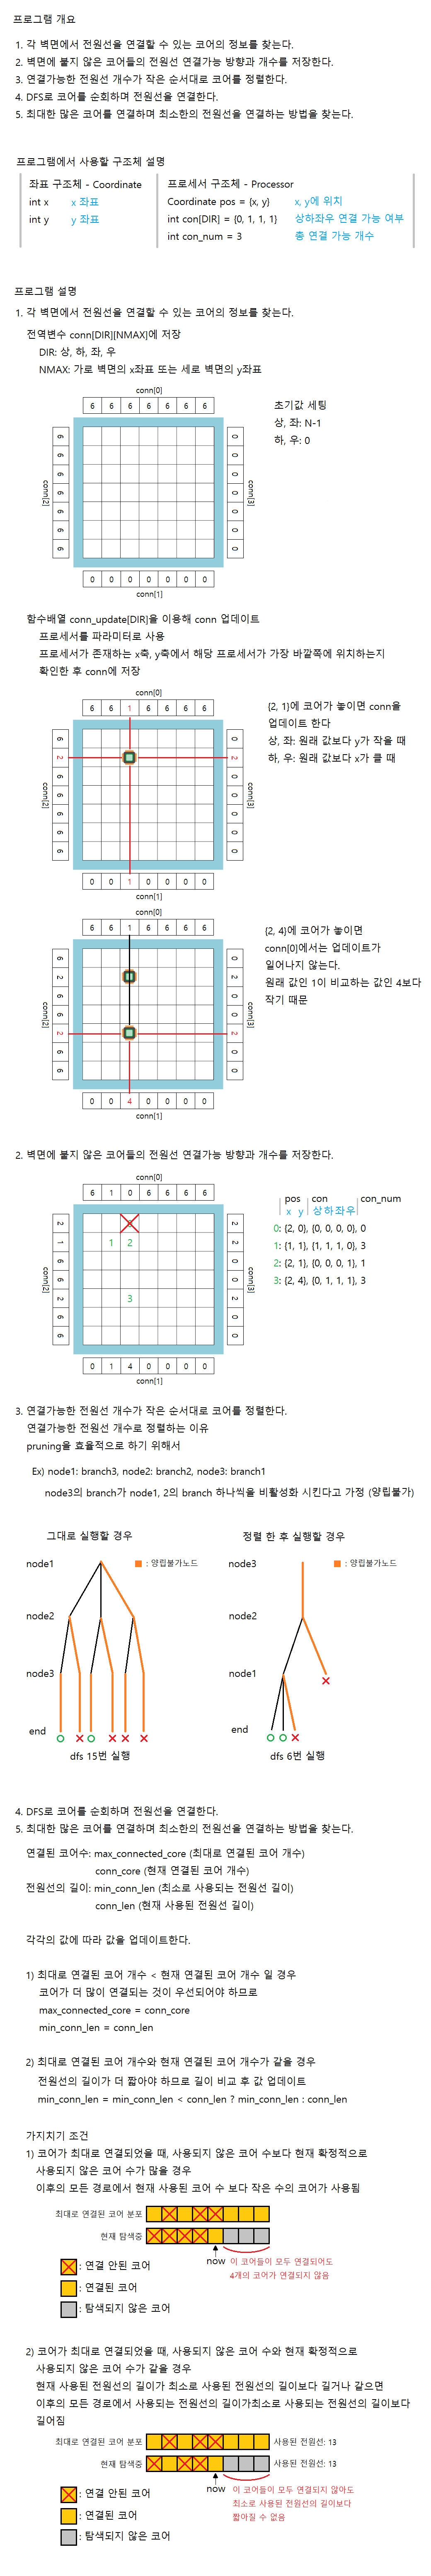 프로그램 개요
1. 각 벽면에서 전원선을 연결할 수 있는 코어의 정보를 찾는다.
2. 벽면에 붙지 않은 코어들의 전원선 연결가능 방향과 개수를 저장한다.
3. 연결가능한 전원선 개수가 작은 순서대로 코어를 정렬한다.
4. DFS로 코어를 순회하며 전원선을 연결한다.
5. 최대한 많은 코어를 연결하며 최소한의 전원선을 연결하는 방법을 찾는다.
프로그램에서 사용할 구조체 설명
좌표 구조체 - Coordinate
int x x 좌표
int y y 좌표
프로세서 구조체 - Processor
Coordinate pos = {x, y} x, y에 위치
int con[DIR] = {0, 1, 1, 1} 상하좌우 연결 가능 여부
int con_num = 3 총 연결 가능 개수
프로그램 설명
1. 각 벽면에서 전원선을 연결할 수 있는 코어의 정보를 찾는다.
전역변수 conn[DIR][NMAX]에 저장
DIR: 상, 하, 좌, 우
NMAX: 가로 벽면의 x좌표 또는 세로 벽면의 y좌표
conn[0]
6 6 6 6 6 6 6
conn[2]
6 6 6 6 6 6 6
0 0 0 0 0 0 0
conn[3]
0 0 0 0 0 0 0
conn[1]
초기값 세팅
상, 좌: N-1
하, 우: 0
함수배열 conn_update[DIR]을 이용해 conn 업데이트
프로세서를 파라미터로 사용
프로세서가 존재하는 x축, y축에서 해당 프로세서가 가장 바깥쪽에 위치하는지
확인한 후 conn에 저장
conn[0]
6 6 1 6 6 6 6
conn[2]
6 2 6 6 6 6 6
0 2 0 0 0 0 0
conn[3]
0 0 1 0 0 0 0
conn[1]
{2, 1}에 코어가 놓이면 conn을
업데이트 한다
상, 좌: 원래 값보다 y가 작을 때
하, 우: 원래 값보다 x가 클 때
conn[0]
6 6 1 6 6 6 6
conn[2]
6 2 6 6 2 6 6
0 2 0 0 2 0 0
conn[3]
0 0 4 0 0 0 0
conn[1]
{2, 4}에 코어가 놓이면
conn[0]에서는 업데이트가
일어나지 않는다.
원래 값인 1이 비교하는 값인 4보다
작기 때문
2. 벽면에 붙지 않은 코어들의 전원선 연결가능 방향과 개수를 저장한다.
conn[0]
6 1 0 6 6 6 6
conn[2]
2 1 6 6 2 6 6
1 2
3
2 2 0 0 2 0 0
conn[3]
0 1 4 0 0 0 0
conn[1]
pos con con_num
x y 상하좌우
0: {2, 0}, {0, 0, 0, 0}, 0
1: {1, 1}, {1, 1, 1, 0}, 3
2: {2, 1}, {0, 0, 0, 1}, 1
3: {2, 4}, {0, 1, 1, 1}, 3
3. 연결가능한 전원선 개수가 작은 순서대로 코어를 정렬한다.
연결가능한 전원선 개수로 정렬하는 이유
pruning을 효율적으로 하기 위해서
Ex) node1: branch3, node2: branch2, node3: branch1
node3의 branch가 node1, 2의 branch 하나씩을 비활성화 시킨다고 가정 (양립불가)
그대로 실행할 경우
node1
: 양립불가노드
node2
node3
end
dfs 15번 실행
정렬 한 후 실행할 경우
node3
: 양립불가노드
node2
node1
end
dfs 6번 실행
4. DFS로 코어를 순회하며 전원선을 연결한다.
5. 최대한 많은 코어를 연결하며 최소한의 전원선을 연결하는 방법을 찾는다.
연결된 코어수: max_connected_core (최대로 연결된 코어 개수)
conn_core (현재 연결된 코어 개수)
전원선의 길이: min_conn_len (최소로 사용되는 전원선 길이)
conn_len (현재 사용된 전원선 길이)
각각의 값에 따라 값을 업데이트한다.
1) 최대로 연결된 코어 개수 < 현재 연결된 코어 개수 일 경우
코어가 더 많이 연결되는 것이 우선되어야 하므로
max_connected_core = conn_core
min_conn_len = conn_len
2) 최대로 연결된 코어 개수와 현재 연결된 코어 개수가 같을 경우
전원선의 길이가 더 짧아야 하므로 길이 비교 후 값 업데이트
min_conn_len = min_conn_len < conn_len ? min_conn_len : conn_len
가지치기 조건
1) 코어가 최대로 연결되었을 때, 사용되지 않은 코어 수보다 현재 확정적으로
사용되지 않은 코어 수가 많을 경우
이후의 모든 경로에서 현재 사용된 코어 수 보다 작은 수의 코어가 사용됨
최대로 연결된 코어 분포
현재 탐색중
now
이 코어들이 모두 연결되어도
4개의 코어가 연결되지 않음
: 연결 안된 코어
: 연결된 코어
: 탐색되지 않은 코어
2) 코어가 최대로 연결되었을 때, 사용되지 않은 코어 수와 현재 확정적으로
사용되지 않은 코어 수가 같을 경우
현재 사용된 전원선의 길이가 최소로 사용된 전원선의 길이보다 길거나 같으면
이후의 모든 경로에서 사용되는 전원선의 길이가최소로 사용되는 전원선의 길이보다
길어짐
최대로 연결된 코어 분포 사용된 전원선: 13
현재 탐색중 사용된 전원선: 13
now
이 코어들이 모두 연결되지 않아도
최소로 사용된 전원선의 길이보다
짧아질 수 없음
: 연결 안된 코어
: 연결된 코어
: 탐색되지 않은 코어